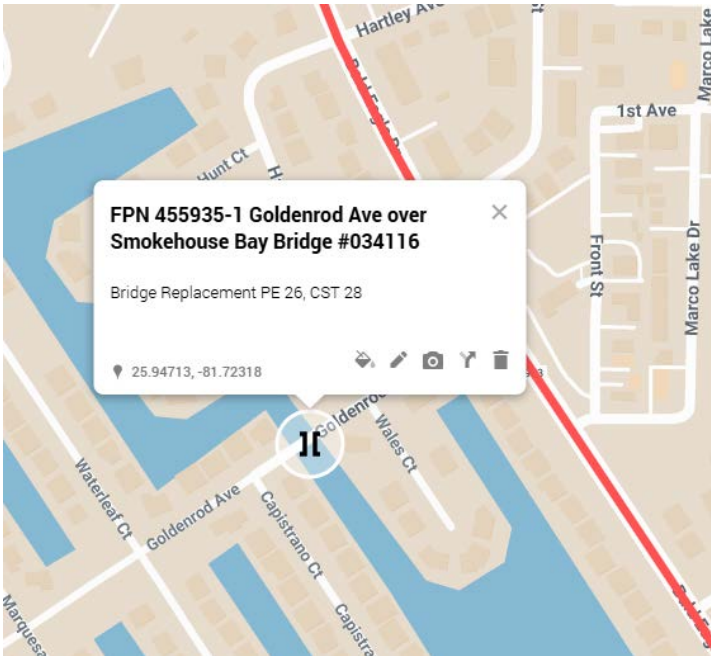 Hartley Ave
St
Marco Lake
1st Ave
Hunt Ct
FPN 455935-1 Goldenrod Ave over
Smokehouse Bay Bridge #034116
Bridge Replacement PE 26, CST 28
25.94713, -81.72318
Front St
Marco Lake Dr
Goldenrod
Wales Ct
Waterleaf Ct
Goldenrod Ave
Capistrano Ct
Capistra
Marquesa